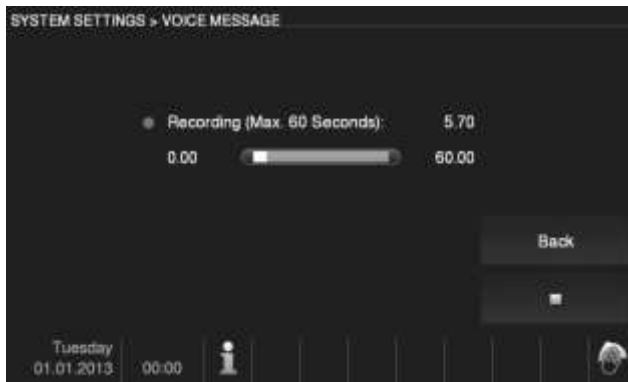 SYSTEM SETTINGS > VOICE MESSAGE
Recording (Max. 60 Seconds): 5.70
0.00 60.00
Back
Tuesday
01.01.2013 00:00